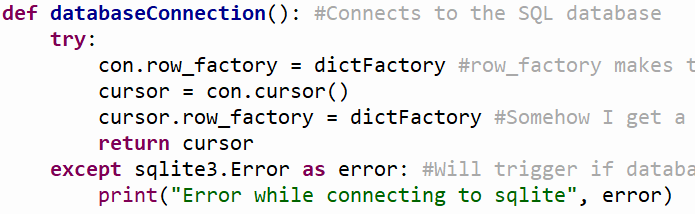 def databaseConnection(): #Connects to the SQL database
    try:
        con.row_factory = dictFactory #row_factory makes
        cursor = con.cursor()
        cursor.row_factory = dictFactory #Somehow I get a
        return cursor
    except sqlite3.Error as error: #Will trigger if
        print("Error while connecting to sqlite", error)